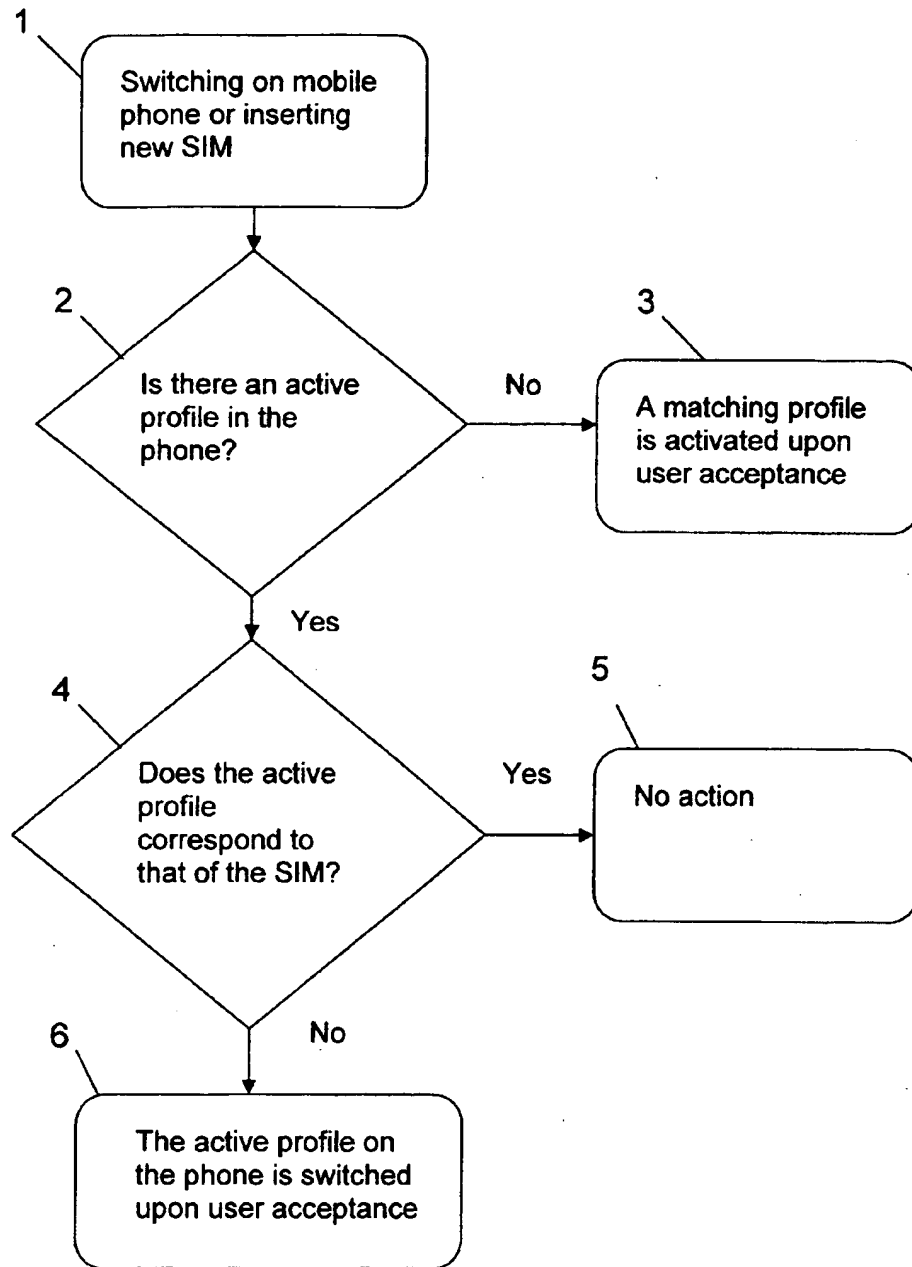 1
Switching on mobile
phone or inserting
new SIM
2
Is there an active
profile in the
phone?
No
3
A matching profile
is activated upon
user acceptance
Yes
4
Does the active
profile
correspond to
that of the SIM?
Yes
5
No action
No
6
The active profile on
the phone is switched
upon user acceptance